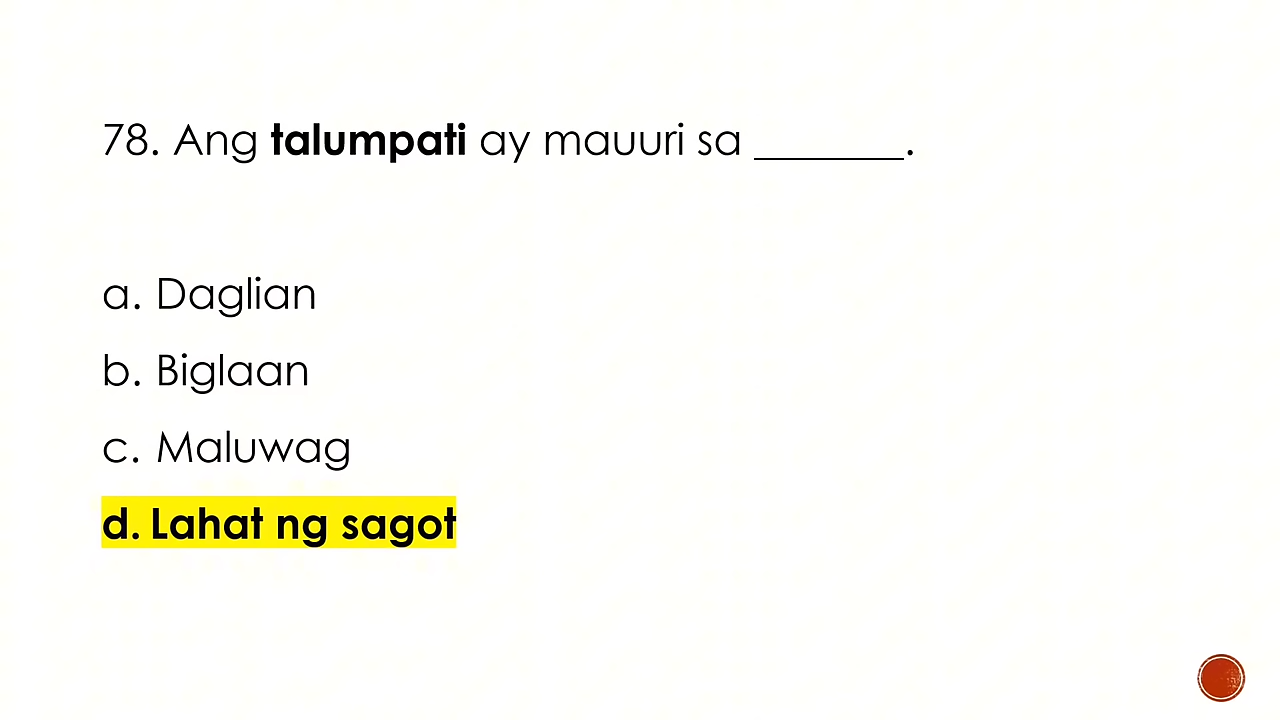 78. Ang talumpati ay mauuri sa _______.
a. Daglian
b. Biglaan
c. Maluwag
d. Lahat ng sagot